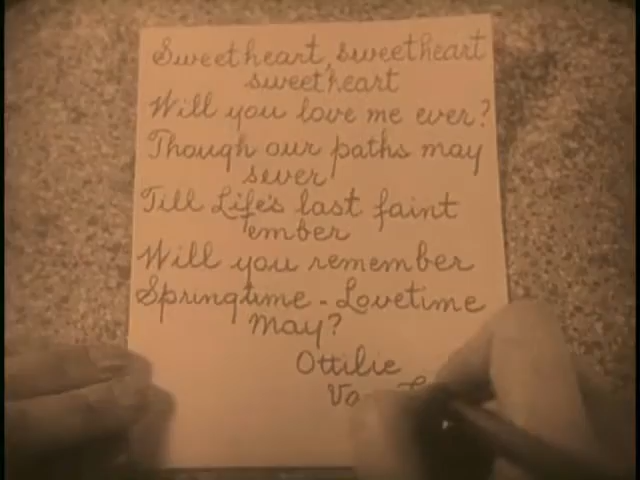 Sweetheart, sweetheart
sweetheart
Will you love me ever?
Though our paths may
sever
Till Life's last faint
ember
Will you remember
Springtime - Lovetime
May?
Ottilie
Va